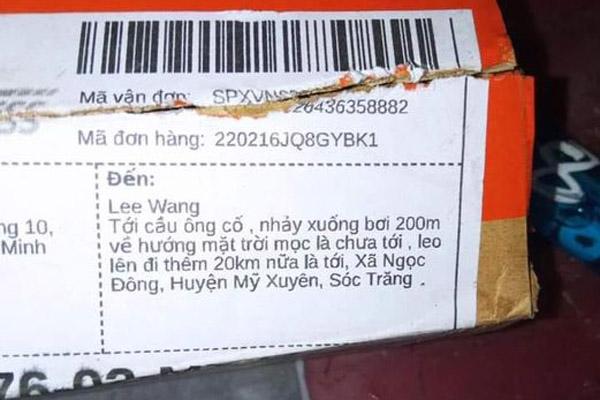 Mã vận đơn: SPXVN
20436358882
Mã đơn hàng: 220216JQ8GYBK1
Đến:
Lee Wang
Tới cầu ông cố , nhảy xuống bơi 200m
về hướng mặt trời mọc là chưa tới , leo
lên đi thêm 20km nữa là tới, Xã Ngọc
Đông, Huyện Mỹ Xuyên, Sóc Trăng .
ng 10,
Minh